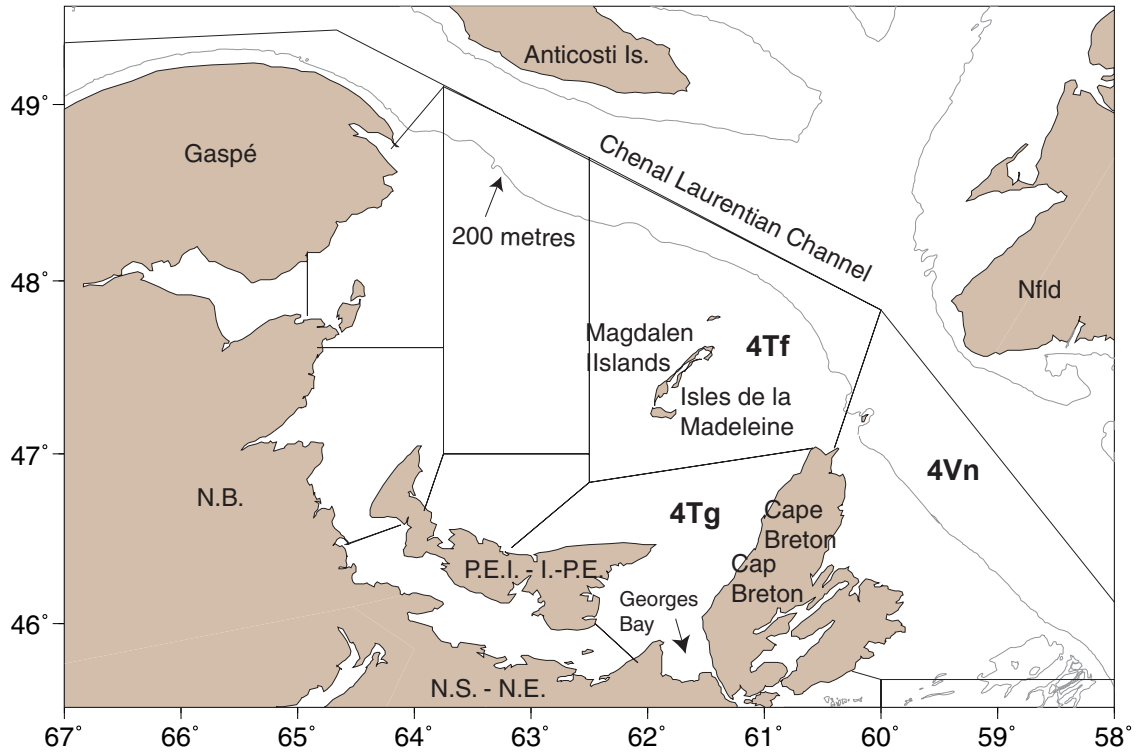 Anticosti Is.
49°
Gaspé
Chenal Laurentian Channel
200 metres
48°
Nfld
Magdalen
IIslands
4Tf
Isles de la
Madeleine
47°
4Vn
N.B.
4Tg
Cape
Breton
P.E.I. - I.-P.E.
Cap
Breton
Georges
Bay
46°
N.S. - N.E.
67° 66° 65° 64° 63° 62° 61° 60° 59° 58°